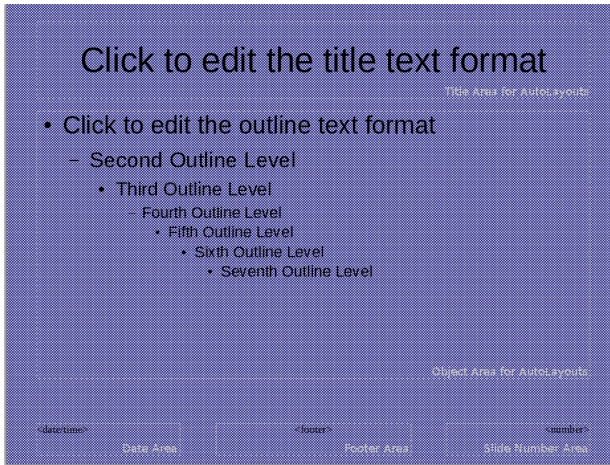 Click to edit the title text format
Title Area for AutoLayouts
• Click to edit the outline text format
– Second Outline Level
• Third Outline Level
– Fourth Outline Level
• Fifth Outline Level
• Sixth Outline Level
• Seventh Outline Level
Object Area for AutoLayouts
<date/time> <footer> <number>
Date Area Footer Area Slide Number Area